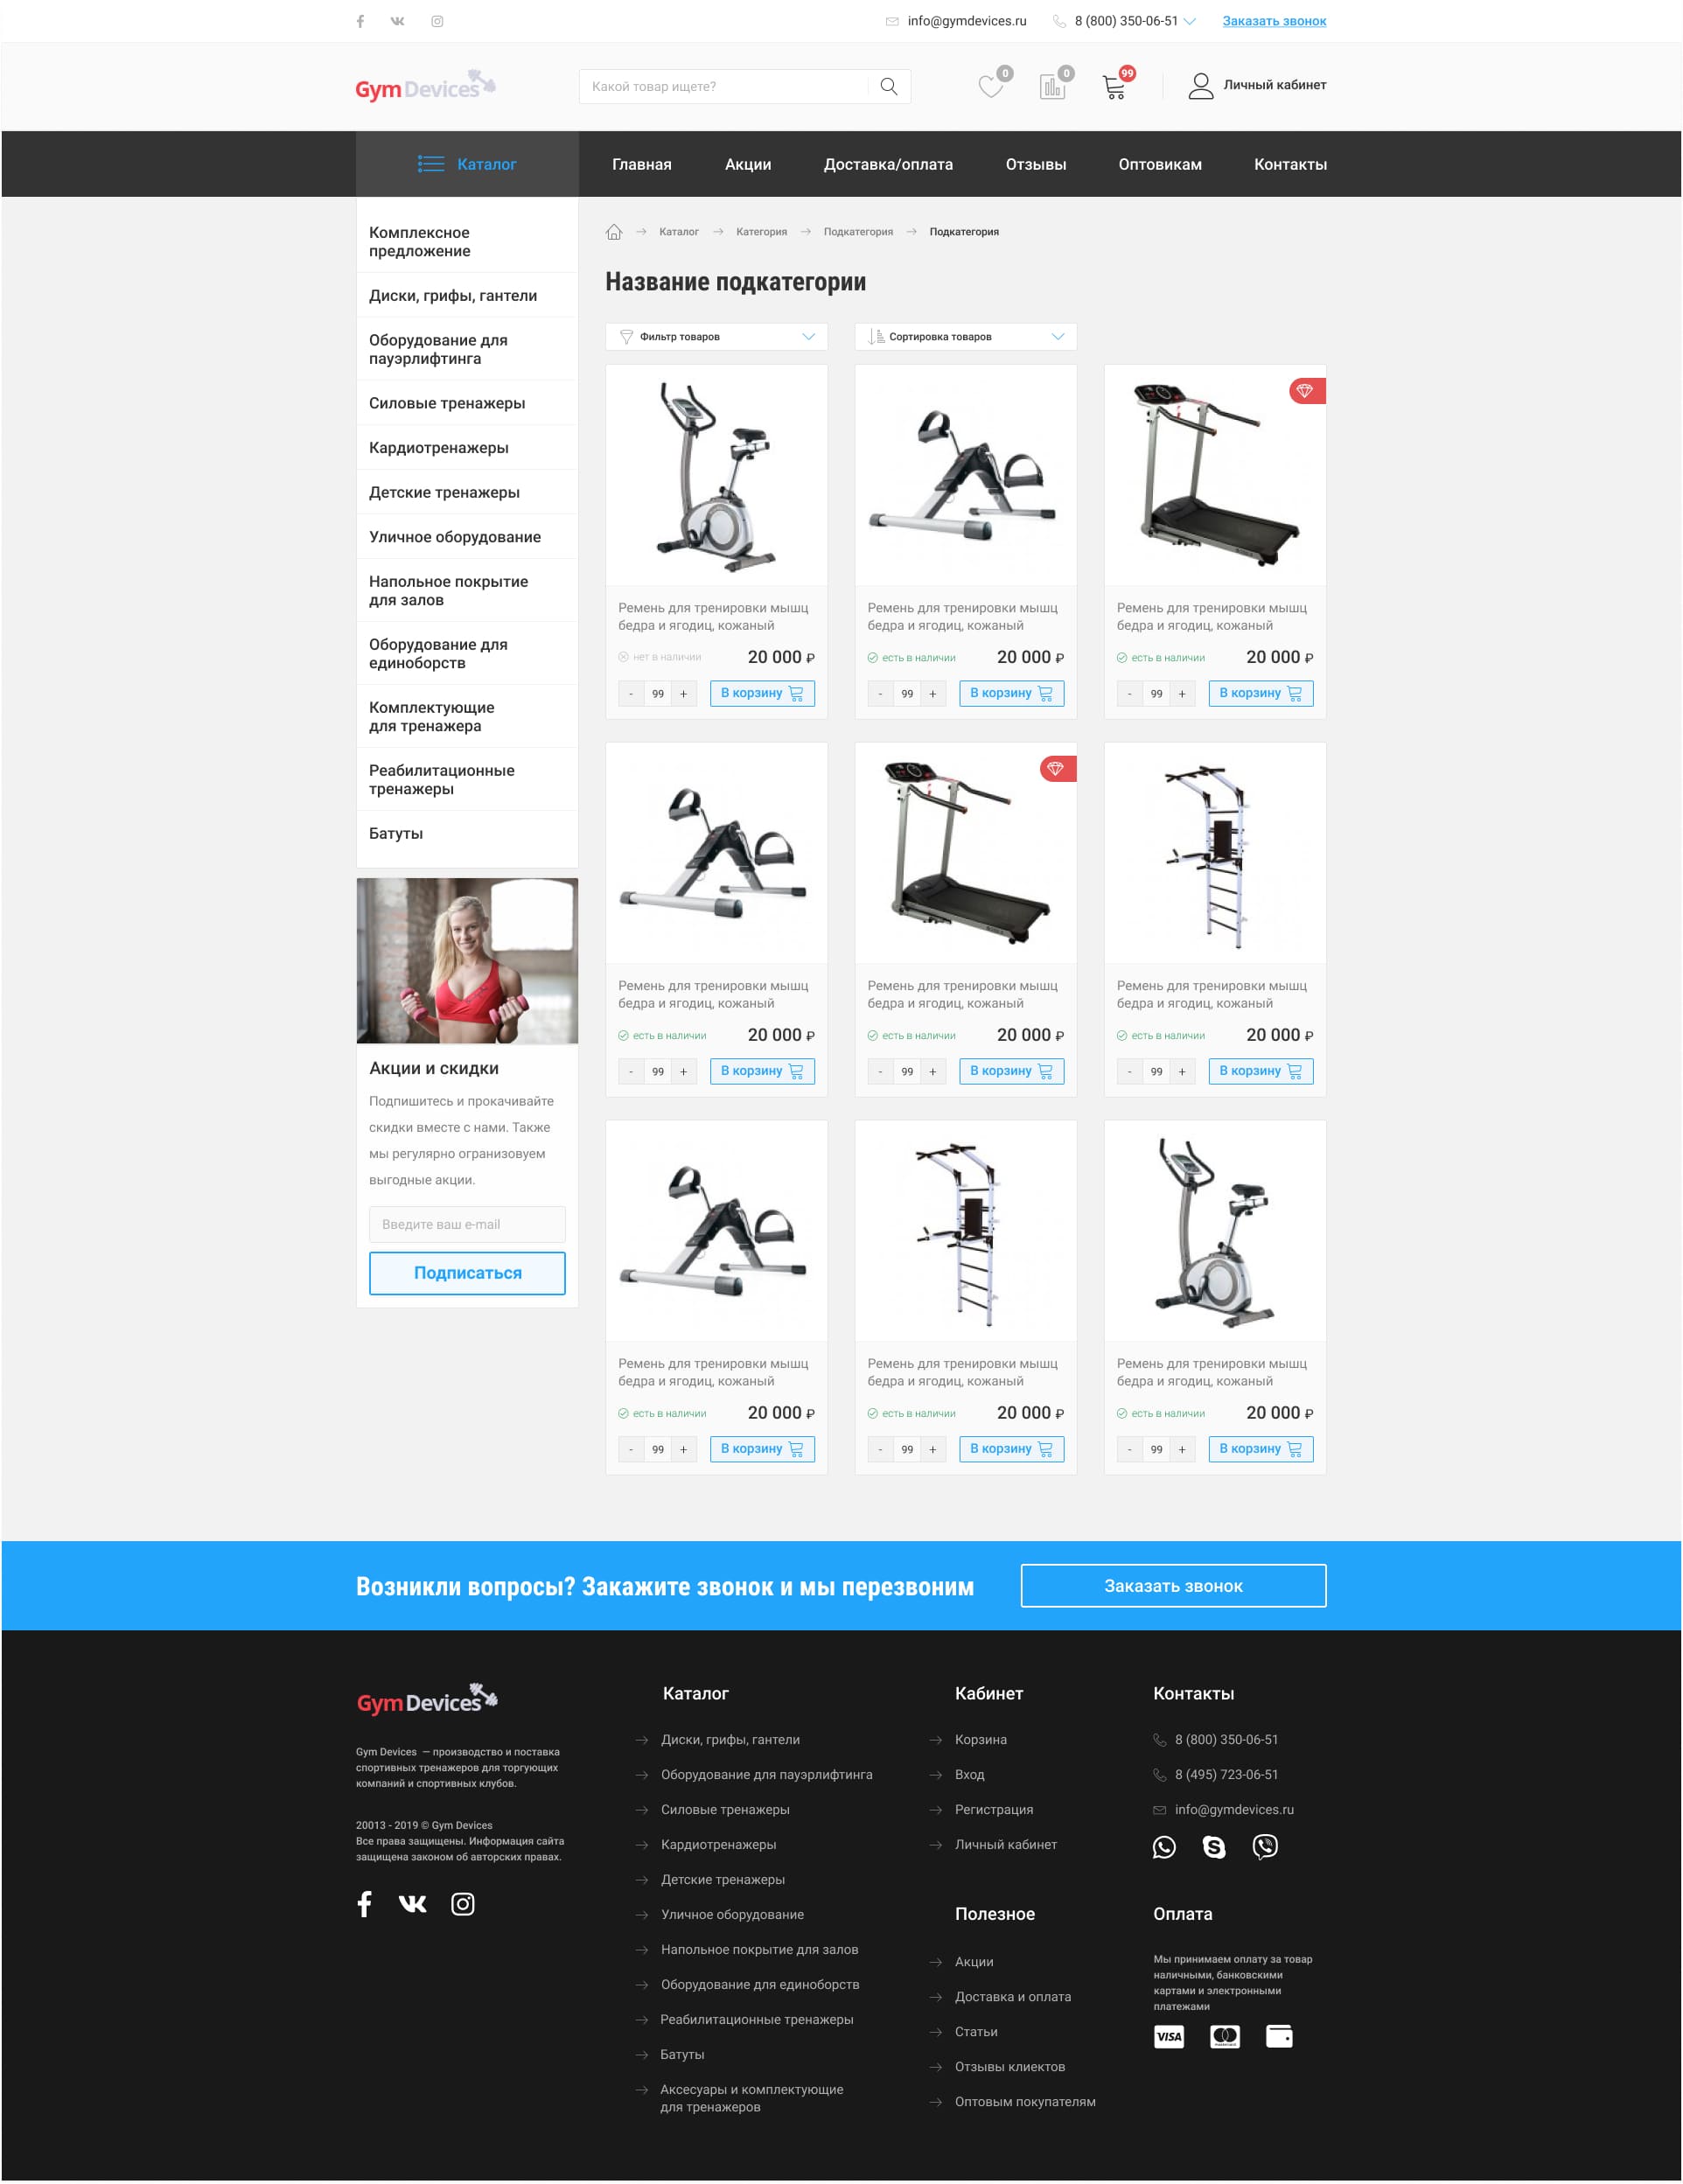 info@gymdevices.ru
8 (800) 350-06-51
Заказать звонок
Gym Devices
Какой товар ищете?
0
0
99
Личный кабинет
Каталог
Главная
Акции
Доставка/оплата
Отзывы
Оптовикам
Контакты
Комплексное
предложение
Диски, грифы, гантели
Оборудование для
пауэрлифтинга
Силовые тренажеры
Кардиотренажеры
Детские тренажеры
Уличное оборудование
Напольное покрытие
для залов
Оборудование для
единоборств
Комплектующие
для тренажера
Реабилитационные
тренажеры
Батуты
Акции и скидки
Подпишитесь и прокачивайте
скидки вместе с нами. Также
мы регулярно огранизовуем
выгодные акции.
Введите ваш e-mail
Подписаться
Каталог
Категория
Подкатегория
Подкатегория
Название подкатегории
Фильтр товаров
Сортировка товаров
Ремень для тренировки мышц
бедра и ягодиц, кожаный
нет в наличии
20 000 ₽
- 99 +
В корзину
Ремень для тренировки мышц
бедра и ягодиц, кожаный
есть в наличии
20 000 ₽
- 99 +
В корзину
Ремень для тренировки мышц
бедра и ягодиц, кожаный
есть в наличии
20 000 ₽
- 99 +
В корзину
Ремень для тренировки мышц
бедра и ягодиц, кожаный
есть в наличии
20 000 ₽
- 99 +
В корзину
Ремень для тренировки мышц
бедра и ягодиц, кожаный
есть в наличии
20 000 ₽
- 99 +
В корзину
Ремень для тренировки мышц
бедра и ягодиц, кожаный
есть в наличии
20 000 ₽
- 99 +
В корзину
Ремень для тренировки мышц
бедра и ягодиц, кожаный
есть в наличии
20 000 ₽
- 99 +
В корзину
Ремень для тренировки мышц
бедра и ягодиц, кожаный
есть в наличии
20 000 ₽
- 99 +
В корзину
Ремень для тренировки мышц
бедра и ягодиц, кожаный
есть в наличии
20 000 ₽
- 99 +
В корзину
Возникли вопросы? Закажите звонок и мы перезвоним
Заказать звонок
Gym Devices
Gym Devices — производство и поставка
спортивных тренажеров для торгующих
компаний и спортивных клубов.
20013 - 2019 © Gym Devices
Все права защищены. Информация сайта
защищена законом об авторских правах.
Каталог
Диски, грифы, гантели
Оборудование для пауэрлифтинга
Силовые тренажеры
Кардиотренажеры
Детские тренажеры
Уличное оборудование
Напольное покрытие для залов
Оборудование для единоборств
Реабилитационные тренажеры
Батуты
Аксесуары и комплектующие
для тренажеров
Кабинет
Корзина
Вход
Регистрация
Личный кабинет
Полезное
Акции
Доставка и оплата
Статьи
Отзывы клиентов
Оптовым покупателям
Контакты
8 (800) 350-06-51
8 (495) 723-06-51
info@gymdevices.ru
Оплата
Мы принимаем оплату за товар
наличными, банковскими
картами и электронными
платежами
VISA